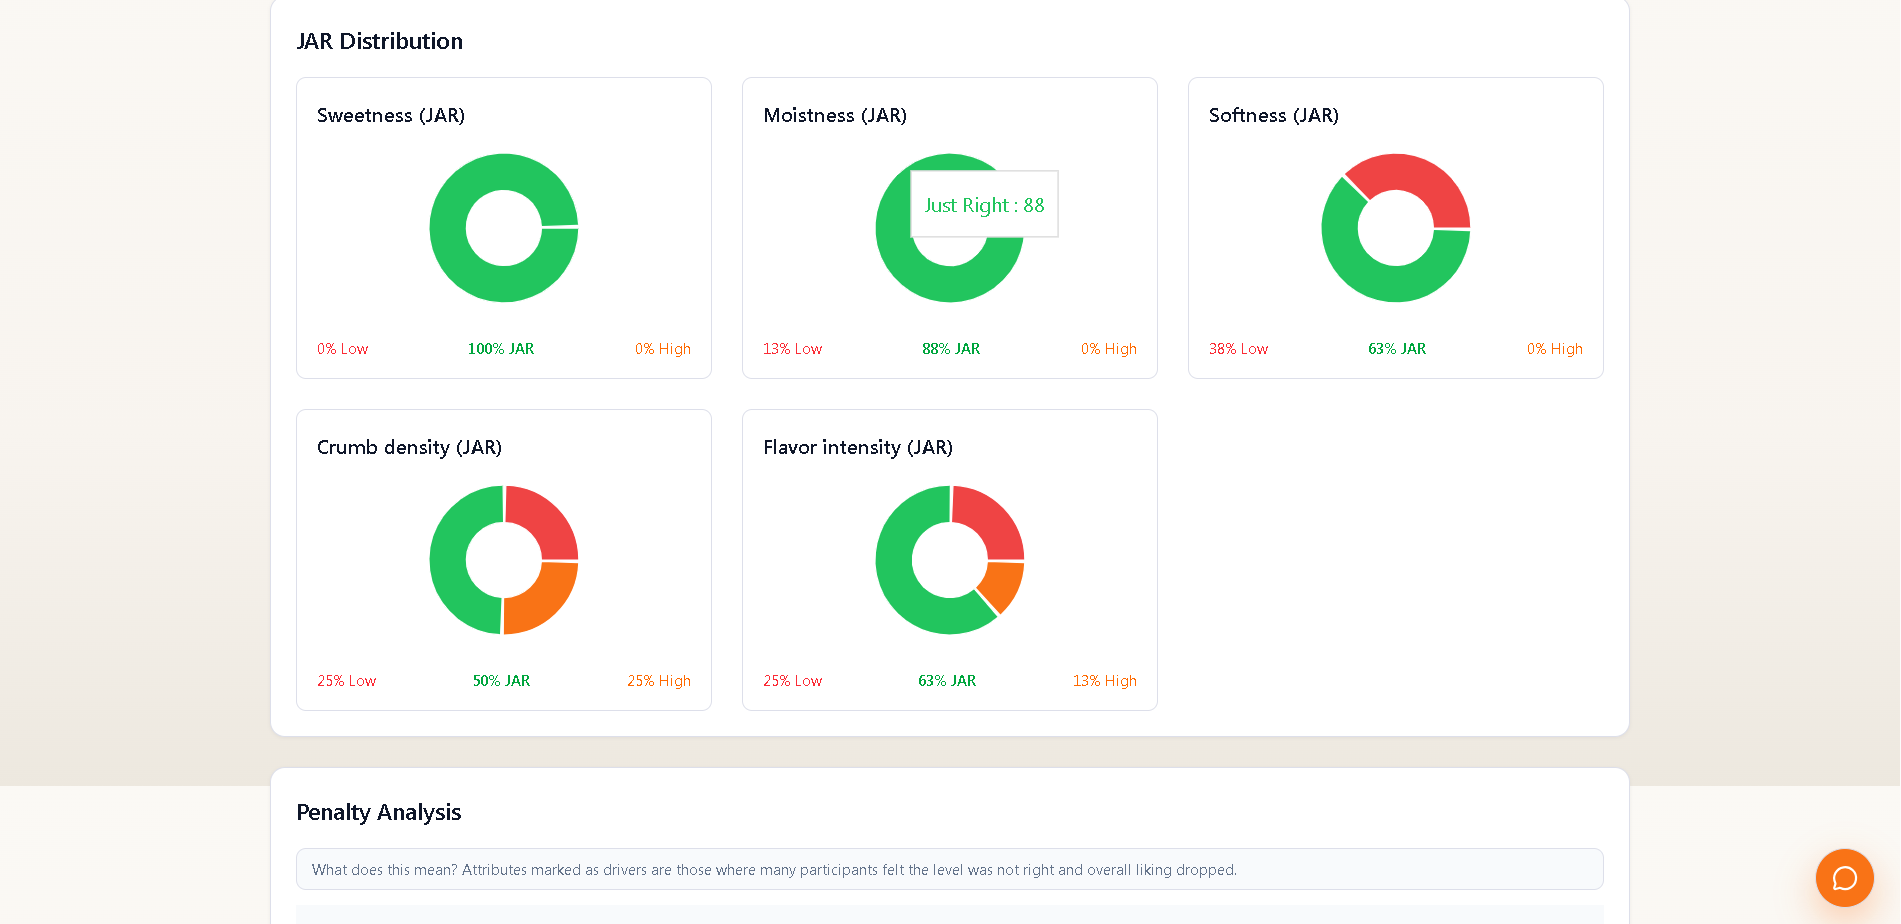 JAR Distribution
Sweetness (JAR)
0% Low 100% JAR 0% High
Moistness (JAR)
Just Right : 88
13% Low 88% JAR 0% High
Softness (JAR)
38% Low 63% JAR 0% High
Crumb density (JAR)
25% Low 50% JAR 25% High
Flavor intensity (JAR)
25% Low 63% JAR 13% High
Penalty Analysis
What does this mean? Attributes marked as drivers are those where many participants felt the level was not right and overall liking dropped.